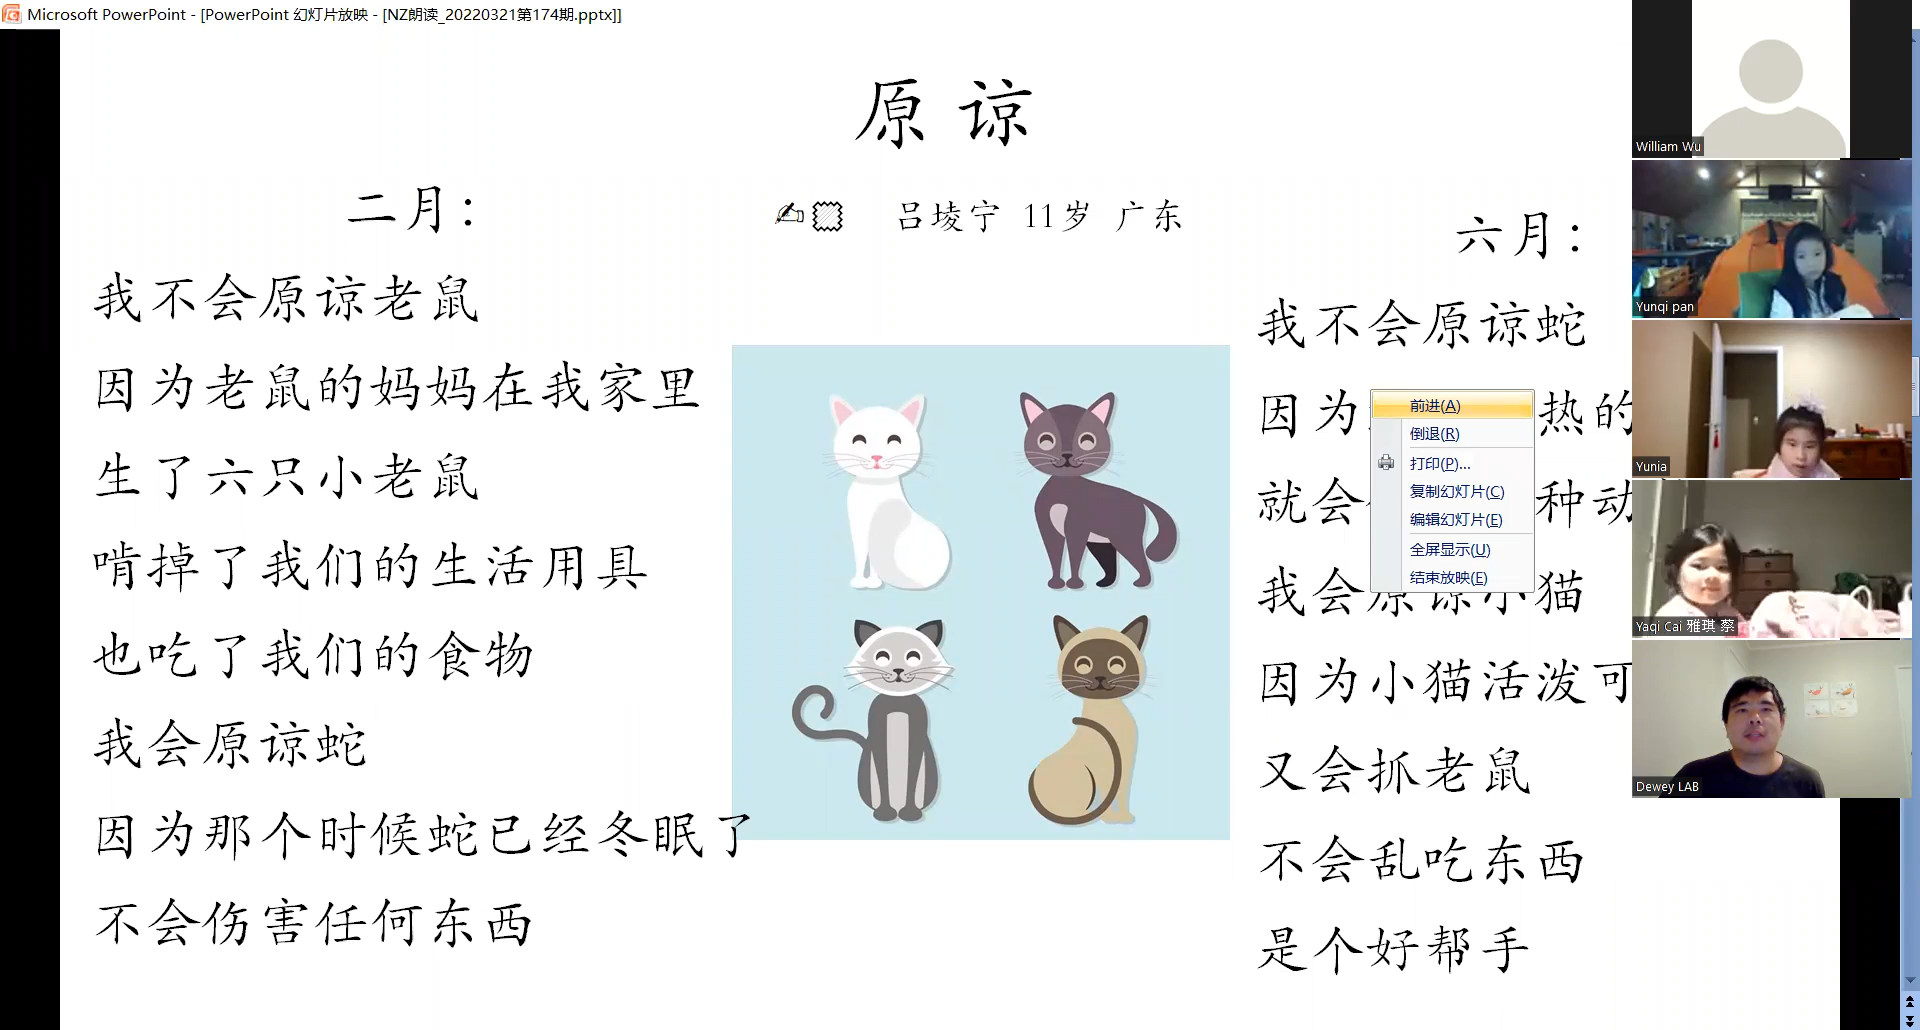 Microsoft PowerPoint - [PowerPoint 幻灯片放映 - [NZ朗读_20220321第174期.pptx]]
原谅
✍ 吕堎宁 11岁 广东
二月：
我不会原谅老鼠
因为老鼠的妈妈在我家里
生了六只小老鼠
啃掉了我们的生活用具
也吃了我们的食物
我会原谅蛇
因为那个时候蛇已经冬眠了
不会伤害任何东西
六月：
我不会原谅蛇
因为 热的
就会 种动
我会原谅小猫
因为小猫活泼可
又会抓老鼠
不会乱吃东西
是个好帮手
前进(A)
倒退(R)
打印(P)...
复制幻灯片(C)
编辑幻灯片(E)
全屏显示(U)
结束放映(E)
William Wu
Yunqi pan
Yunia
Yaqi Cai 雅琪 蔡
Dewey LAB